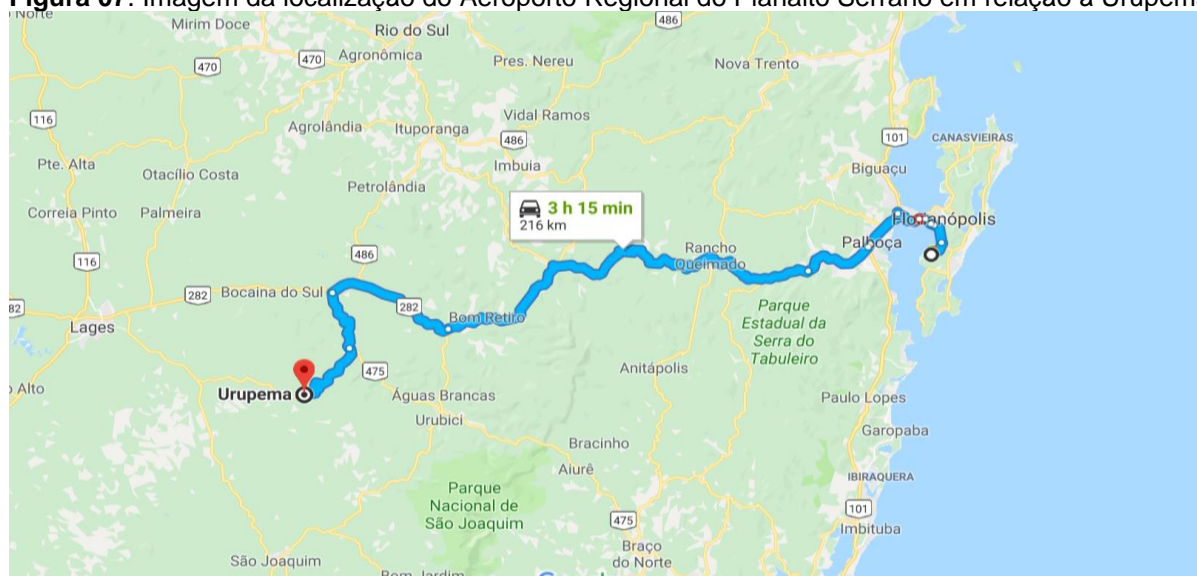 Figura 07: Imagem da localização do Aeroporto Regional do Planalto Serrano em relação a Urupema
Norte
Mirim Doce
Rio do Sul
486
470
470
Agronômica
Pres. Nereu
Nova Trento
116
Vidal Ramos
Agrolândia
Ituporanga
486
101
CANASVIEIRAS
Pte. Alta
Otacílio Costa
Imbuia
Biguaçu
Petrolândia
3 h 15 min
216 km
Correia Pinto
Palmeira
Florianópolis
Palhoça
Rancho
Queimado
116
486
282
Bocaina do Sul
282
82
Lages
Bom Retiro
Parque
Estadual da
Serra do
Tabuleiro
475
Anitápolis
Alto
Urupema
Águas Brancas
Paulo Lopes
Urubici
Garopaba
Bracinho
Aiurê
IBIRAQUERA
Parque
Nacional de
São Joaquim
101
475
Imbituba
São Joaquim
Braço
do Norte
Bom Jardim